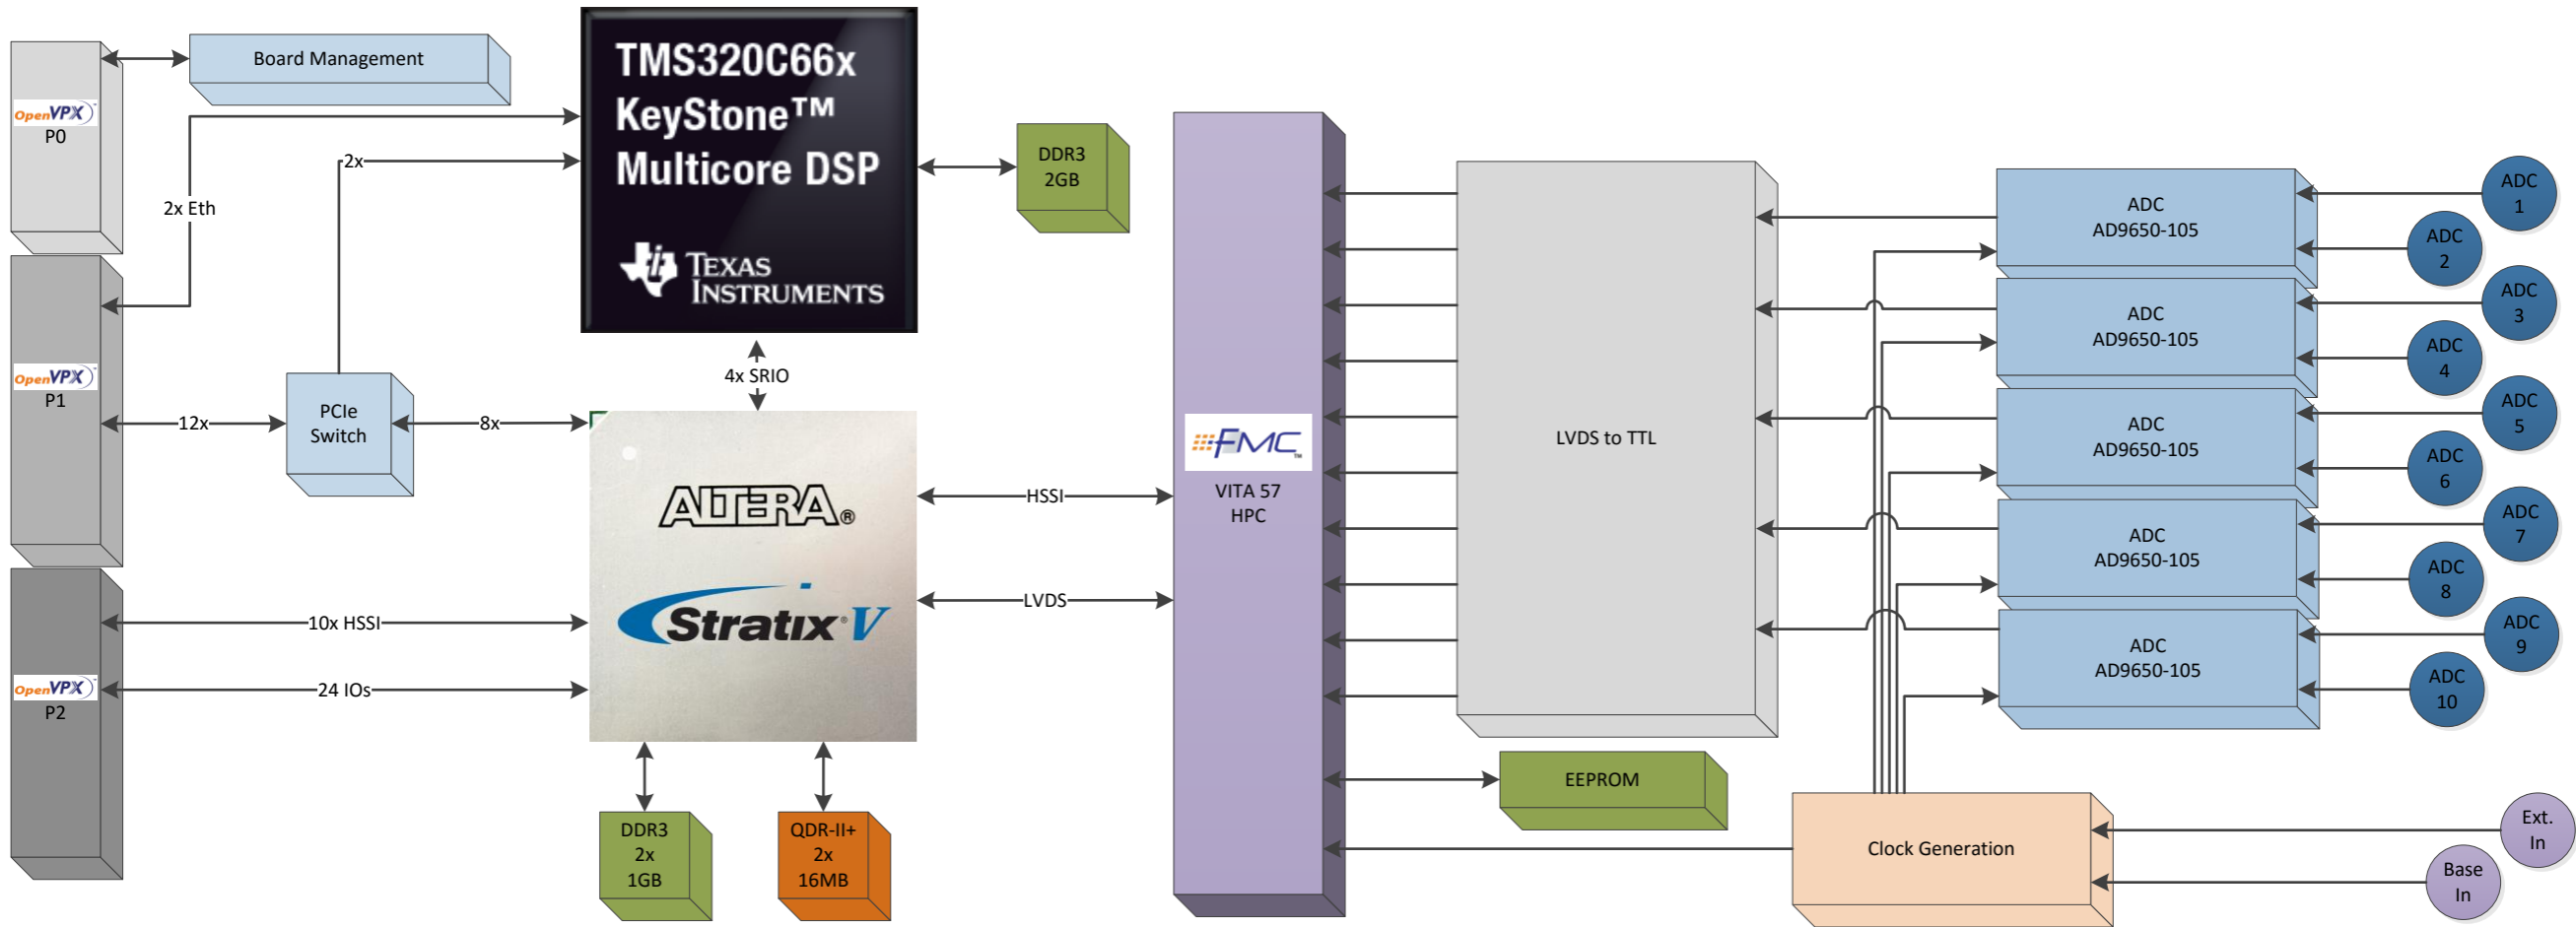 OpenVPX™
P0
Board Management
2x Eth
2x
TMS320C66x
KeyStone™
Multicore DSP
TEXAS
INSTRUMENTS
DDR3
2GB
OpenVPX™
P1
12x
PCIe
Switch
8x
4x SRIO
ALTERA®
Stratix® V
HSSI
LVDS
OpenVPX™
P2
10x HSSI
24 IOs
DDR3
2x
1GB
QDR-II+
2x
16MB
FMC™
VITA 57
HPC
LVDS to TTL
EEPROM
Clock Generation
ADC
AD9650-105
ADC
AD9650-105
ADC
AD9650-105
ADC
AD9650-105
ADC
AD9650-105
ADC
1
ADC
2
ADC
3
ADC
4
ADC
5
ADC
6
ADC
7
ADC
8
ADC
9
ADC
10
Ext.
In
Base
In